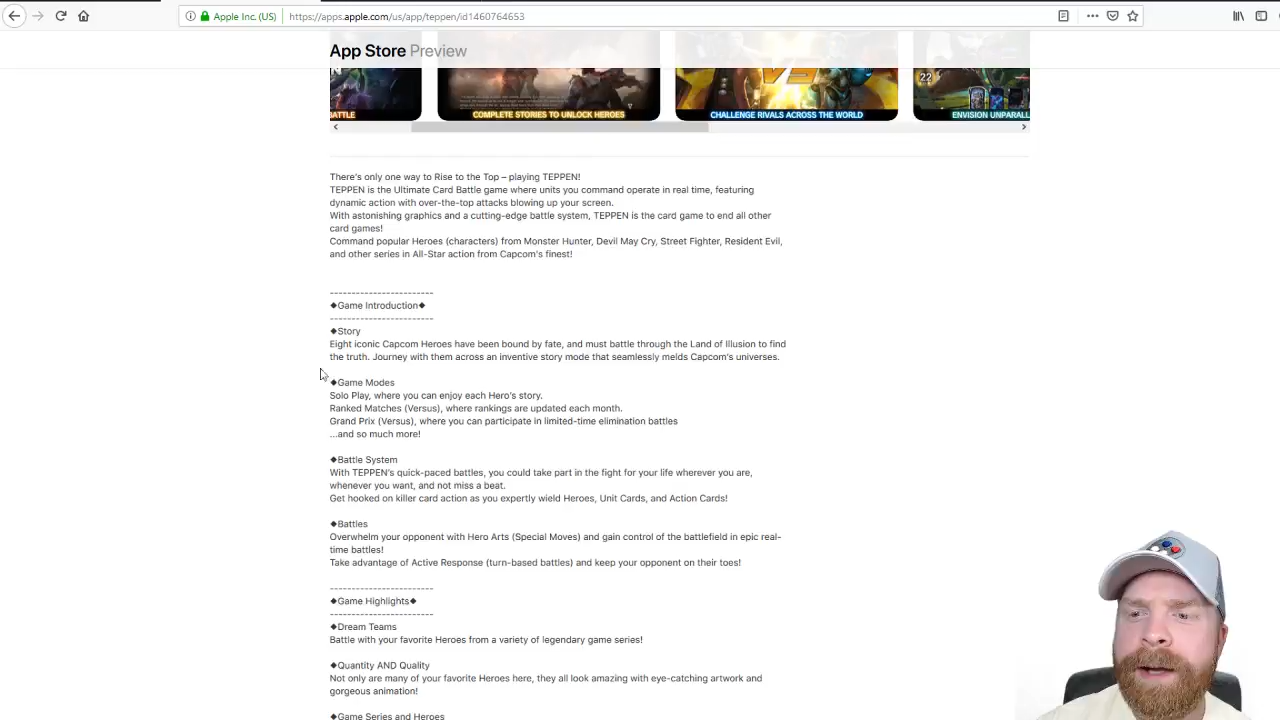 Apple Inc. (US) https://apps.apple.com/us/app/teppen/id1460764653
App Store Preview
22
VS
BATTLE
COMPLETE STORIES TO UNLOCK HEROES
CHALLENGE RIVALS ACROSS THE WORLD
ENVISION UNPARALL
There's only one way to Rise to the Top – playing TEPPEN!
TEPPEN is the Ultimate Card Battle game where units you command operate in real time, featuring
dynamic action with over-the-top attacks blowing up your screen.
With astonishing graphics and a cutting-edge battle system, TEPPEN is the card game to end all other
card games!
Command popular Heroes (characters) from Monster Hunter, Devil May Cry, Street Fighter, Resident Evil,
and other series in All-Star action from Capcom's finest!
------------------------
◆Game Introduction◆
------------------------
◆Story
Eight iconic Capcom Heroes have been bound by fate, and must battle through the Land of Illusion to find
the truth. Journey with them across an inventive story mode that seamlessly melds Capcom's universes.
◆Game Modes
Solo Play, where you can enjoy each Hero's story.
Ranked Matches (Versus), where rankings are updated each month.
Grand Prix (Versus), where you can participate in limited-time elimination battles
...and so much more!
◆Battle System
With TEPPEN's quick-paced battles, you could take part in the fight for your life wherever you are,
whenever you want, and not miss a beat.
Get hooked on killer card action as you expertly wield Heroes, Unit Cards, and Action Cards!
◆Battles
Overwhelm your opponent with Hero Arts (Special Moves) and gain control of the battlefield in epic real-
time battles!
Take advantage of Active Response (turn-based battles) and keep your opponent on their toes!
------------------------
◆Game Highlights◆
------------------------
◆Dream Teams
Battle with your favorite Heroes from a variety of legendary game series!
◆Quantity AND Quality
Not only are many of your favorite Heroes here, they all look amazing with eye-catching artwork and
gorgeous animation!
◆Game Series and Heroes